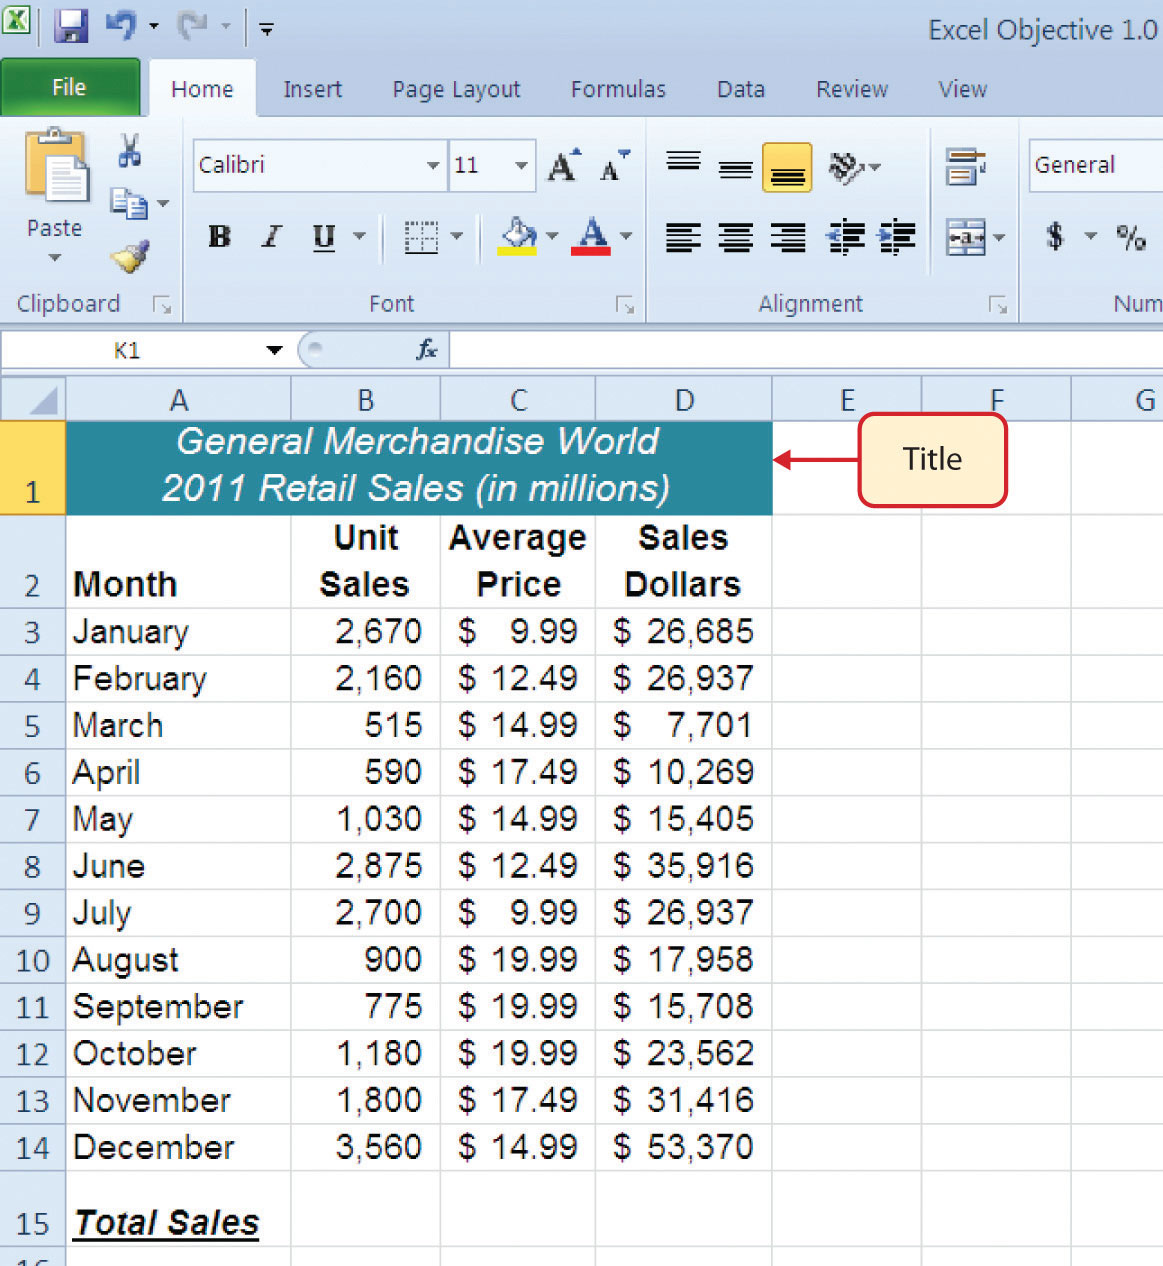 Excel Objective 1.0
File Home Insert Page Layout Formulas Data Review View
Calibri 11 General
Paste
B I U A $ %
Clipboard Font Alignment Num
K1 fx
A B C D E F G
1 General Merchandise World
2011 Retail Sales (in millions)
Title
Unit Average Sales
2 Month Sales Price Dollars
3 January 2,670 $ 9.99 $ 26,685
4 February 2,160 $ 12.49 $ 26,937
5 March 515 $ 14.99 $ 7,701
6 April 590 $ 17.49 $ 10,269
7 May 1,030 $ 14.99 $ 15,405
8 June 2,875 $ 12.49 $ 35,916
9 July 2,700 $ 9.99 $ 26,937
10 August 900 $ 19.99 $ 17,958
11 September 775 $ 19.99 $ 15,708
12 October 1,180 $ 19.99 $ 23,562
13 November 1,800 $ 17.49 $ 31,416
14 December 3,560 $ 14.99 $ 53,370
15 Total Sales